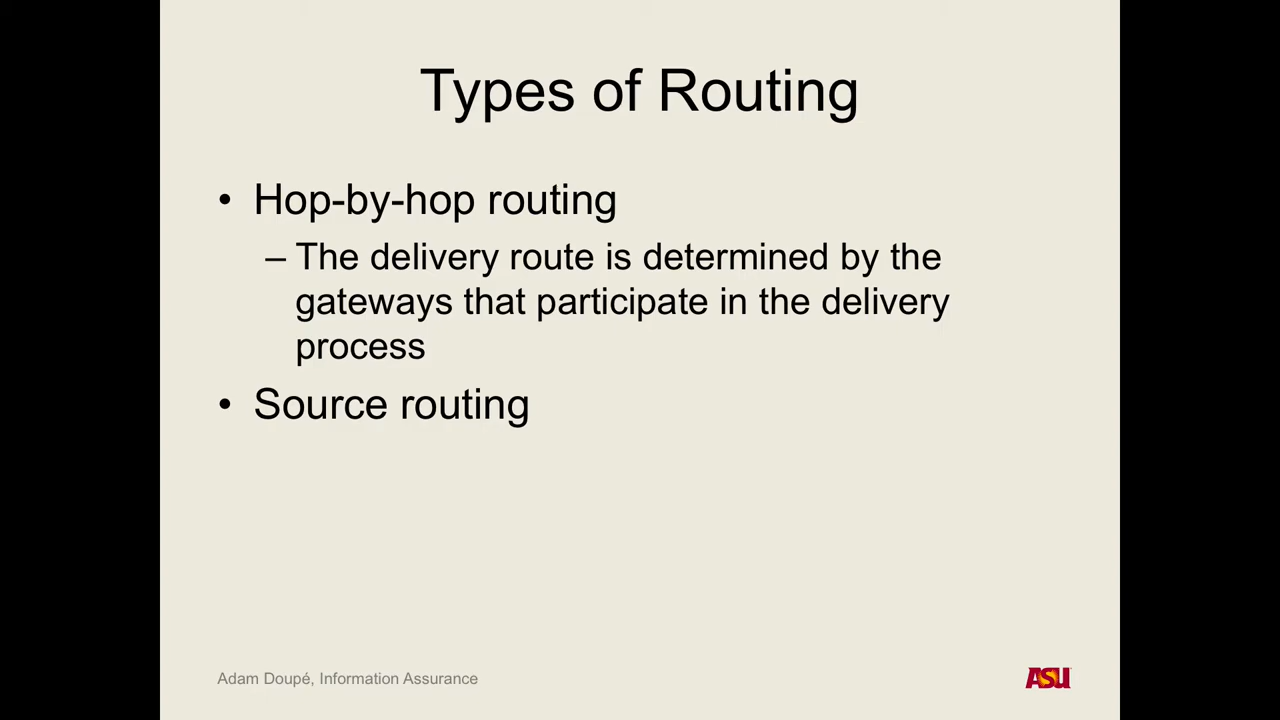 Types of Routing
• Hop-by-hop routing
– The delivery route is determined by the
gateways that participate in the delivery
process
• Source routing
Adam Doupé, Information Assurance
ASU